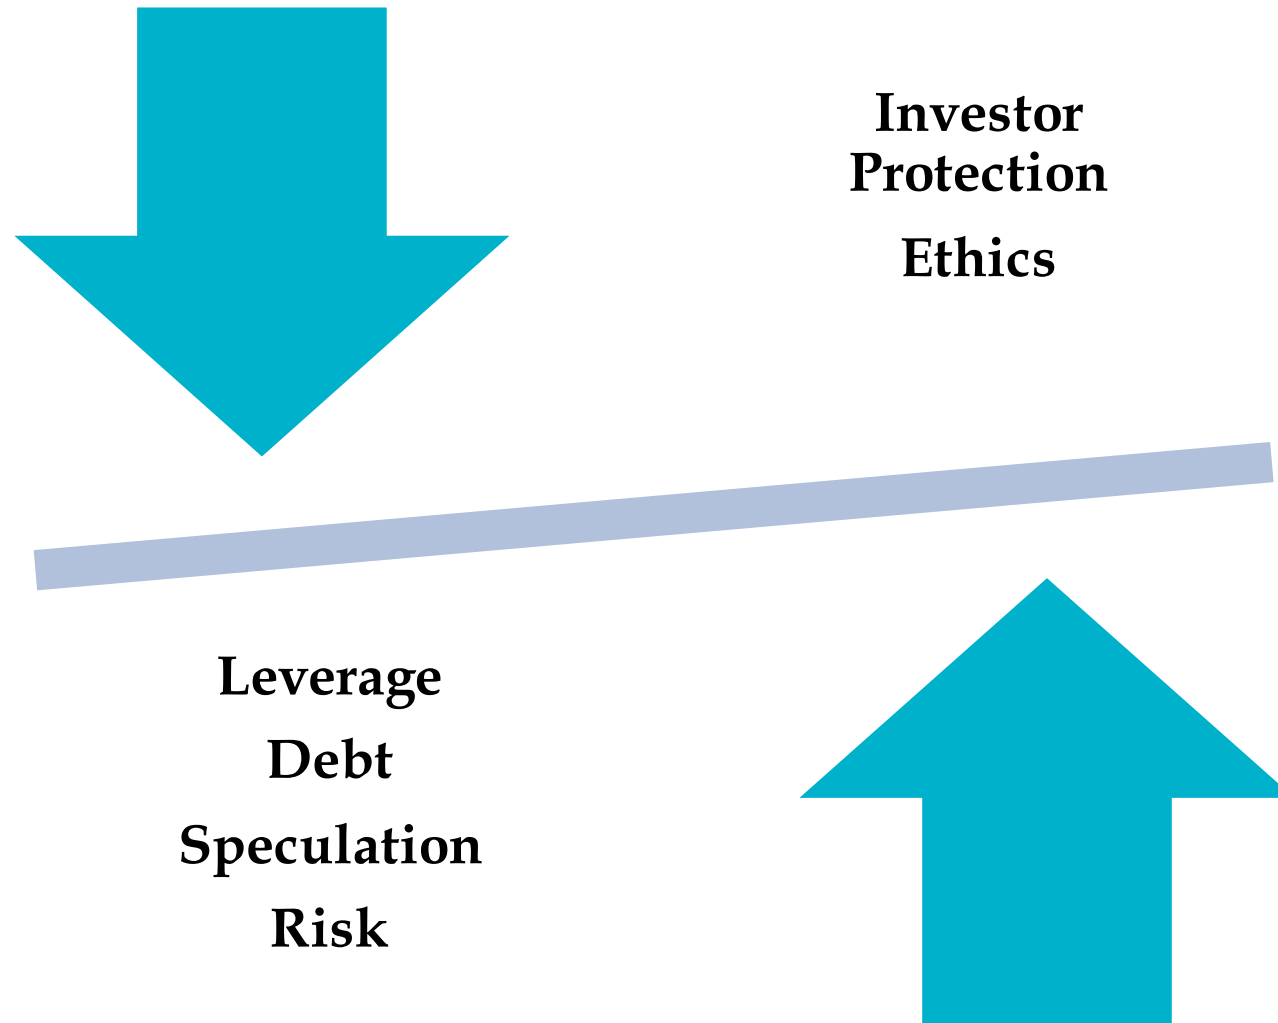 Investor
Protection
Ethics
Leverage
Debt
Speculation
Risk